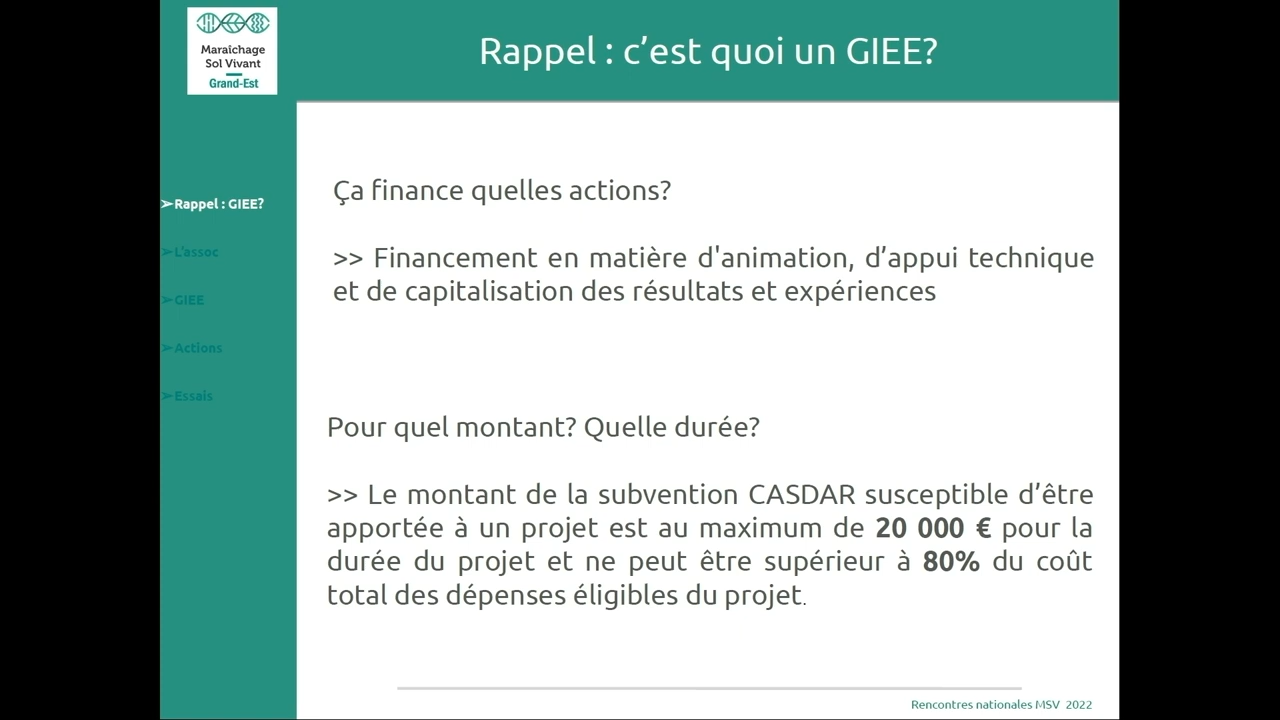 Maraîchage
Sol Vivant
Grand-Est
Rappel : c’est quoi un GIEE?
➢Rappel : GIEE?
➢L’assoc
➢GIEE
➢Actions
➢Essais
Ça finance quelles actions?
>> Financement en matière d'animation, d’appui technique
et de capitalisation des résultats et expériences
Pour quel montant? Quelle durée?
>> Le montant de la subvention CASDAR susceptible d’être
apportée à un projet est au maximum de 20 000 € pour la
durée du projet et ne peut être supérieur à 80% du coût
total des dépenses éligibles du projet.
Rencontres nationales MSV 2022